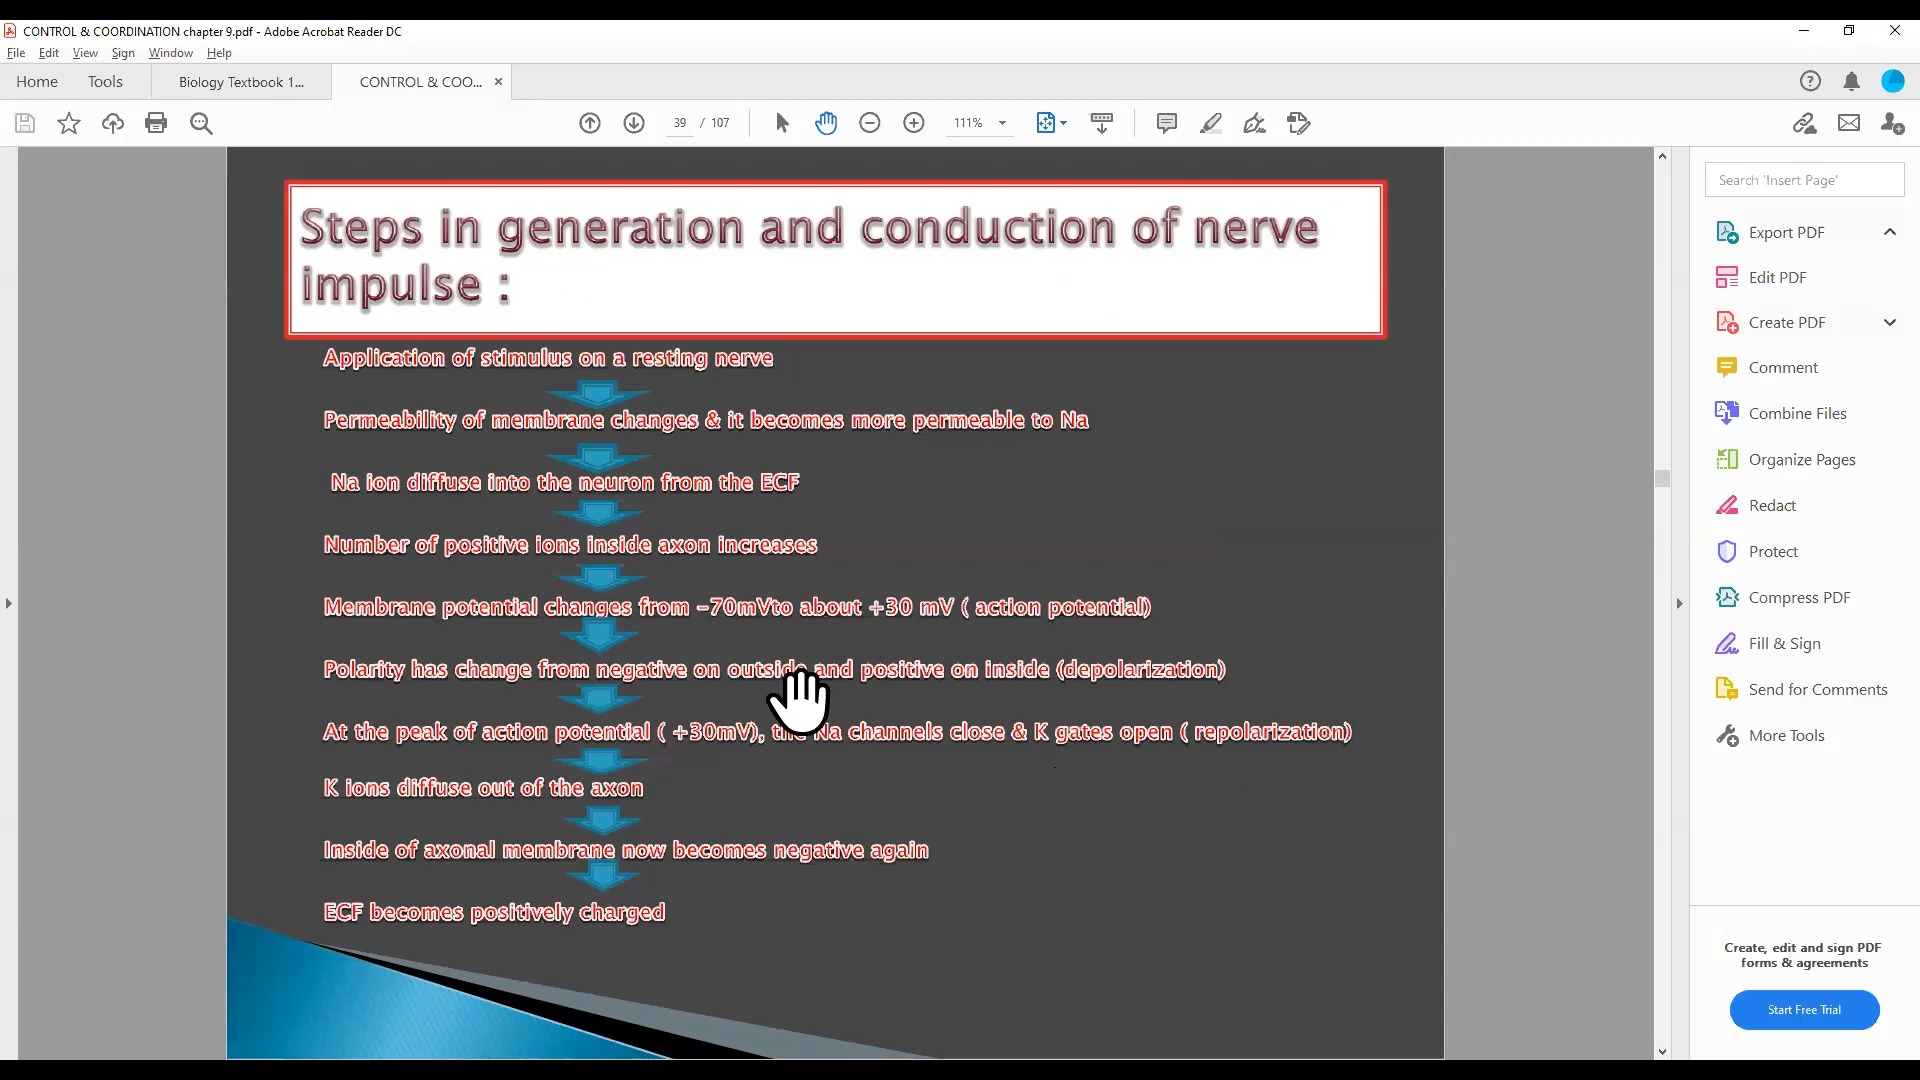 CONTROL & COORDINATION chapter 9.pdf - Adobe Acrobat Reader DC
File Edit View Sign Window Help
Home Tools Biology Textbook 1... CONTROL & COO...
39 / 107 111%
Steps in generation and conduction of nerve
impulse :
Application of stimulus on a resting nerve
Permeability of membrane changes & it becomes more permeable to Na
Na ion diffuse into the neuron from the ECF
Number of positive ions inside axon increases
Membrane potential changes from -70mVto about +30 mV ( action potential)
Polarity has change from negative on outside and positive on inside (depolarization)
At the peak of action potential ( +30mV), the Na channels close & K gates open ( repolarization)
K ions diffuse out of the axon
Inside of axonal membrane now becomes negative again
ECF becomes positively charged
Search 'Insert Page'
Export PDF
Edit PDF
Create PDF
Comment
Combine Files
Organize Pages
Redact
Protect
Compress PDF
Fill & Sign
Send for Comments
More Tools
Create, edit and sign PDF
forms & agreements
Start Free Trial